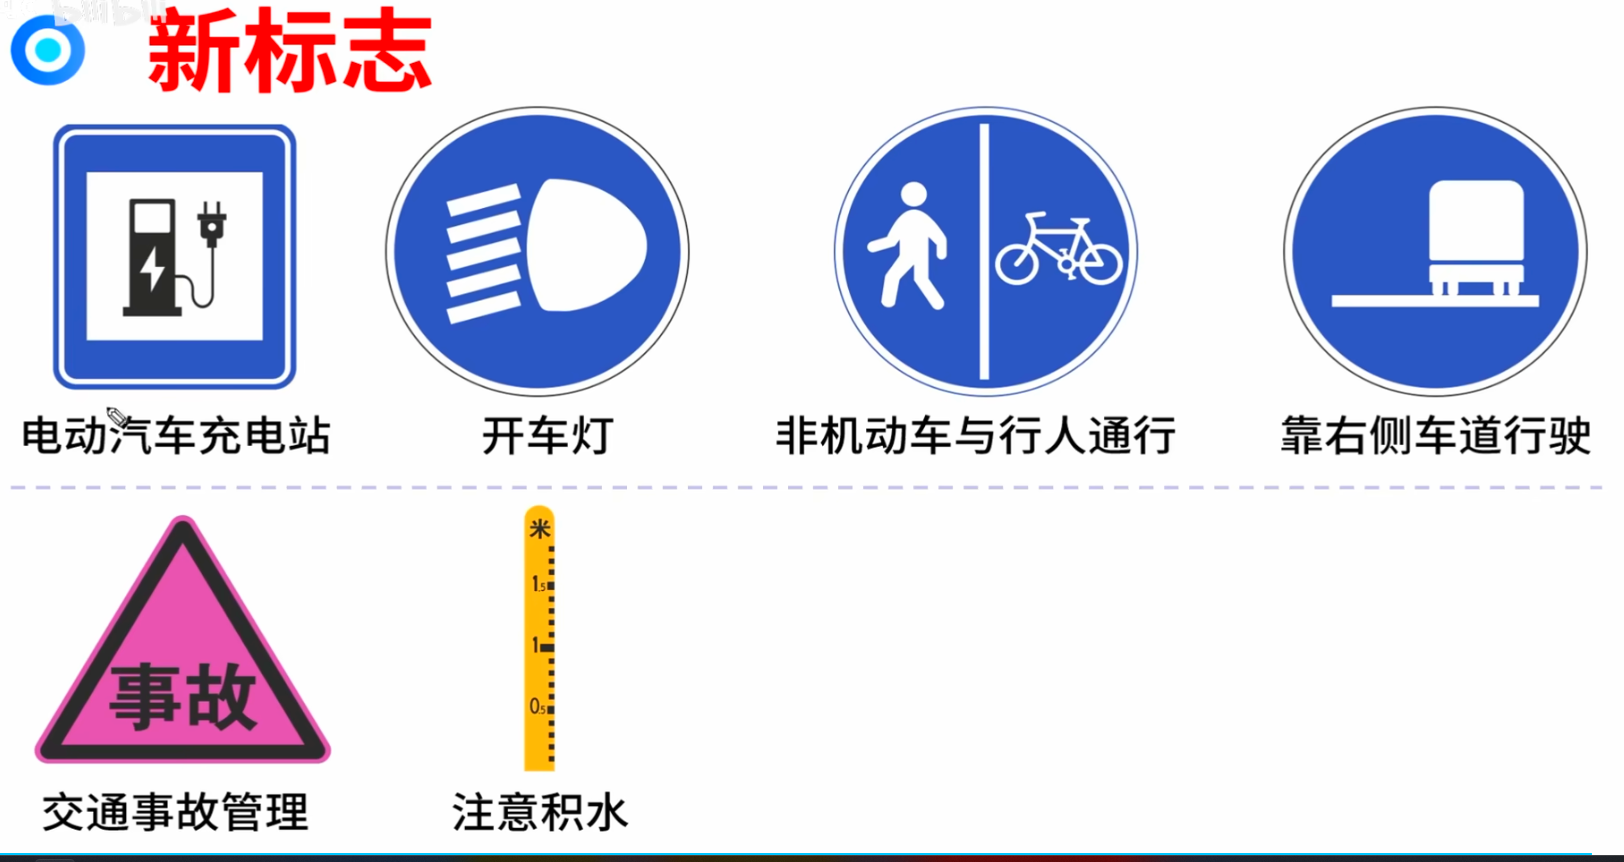 新标志
电动汽车充电站
开车灯
非机动车与行人通行
靠右侧车道行驶
事故
米
1.5
1
0.5
交通事故管理
注意积水